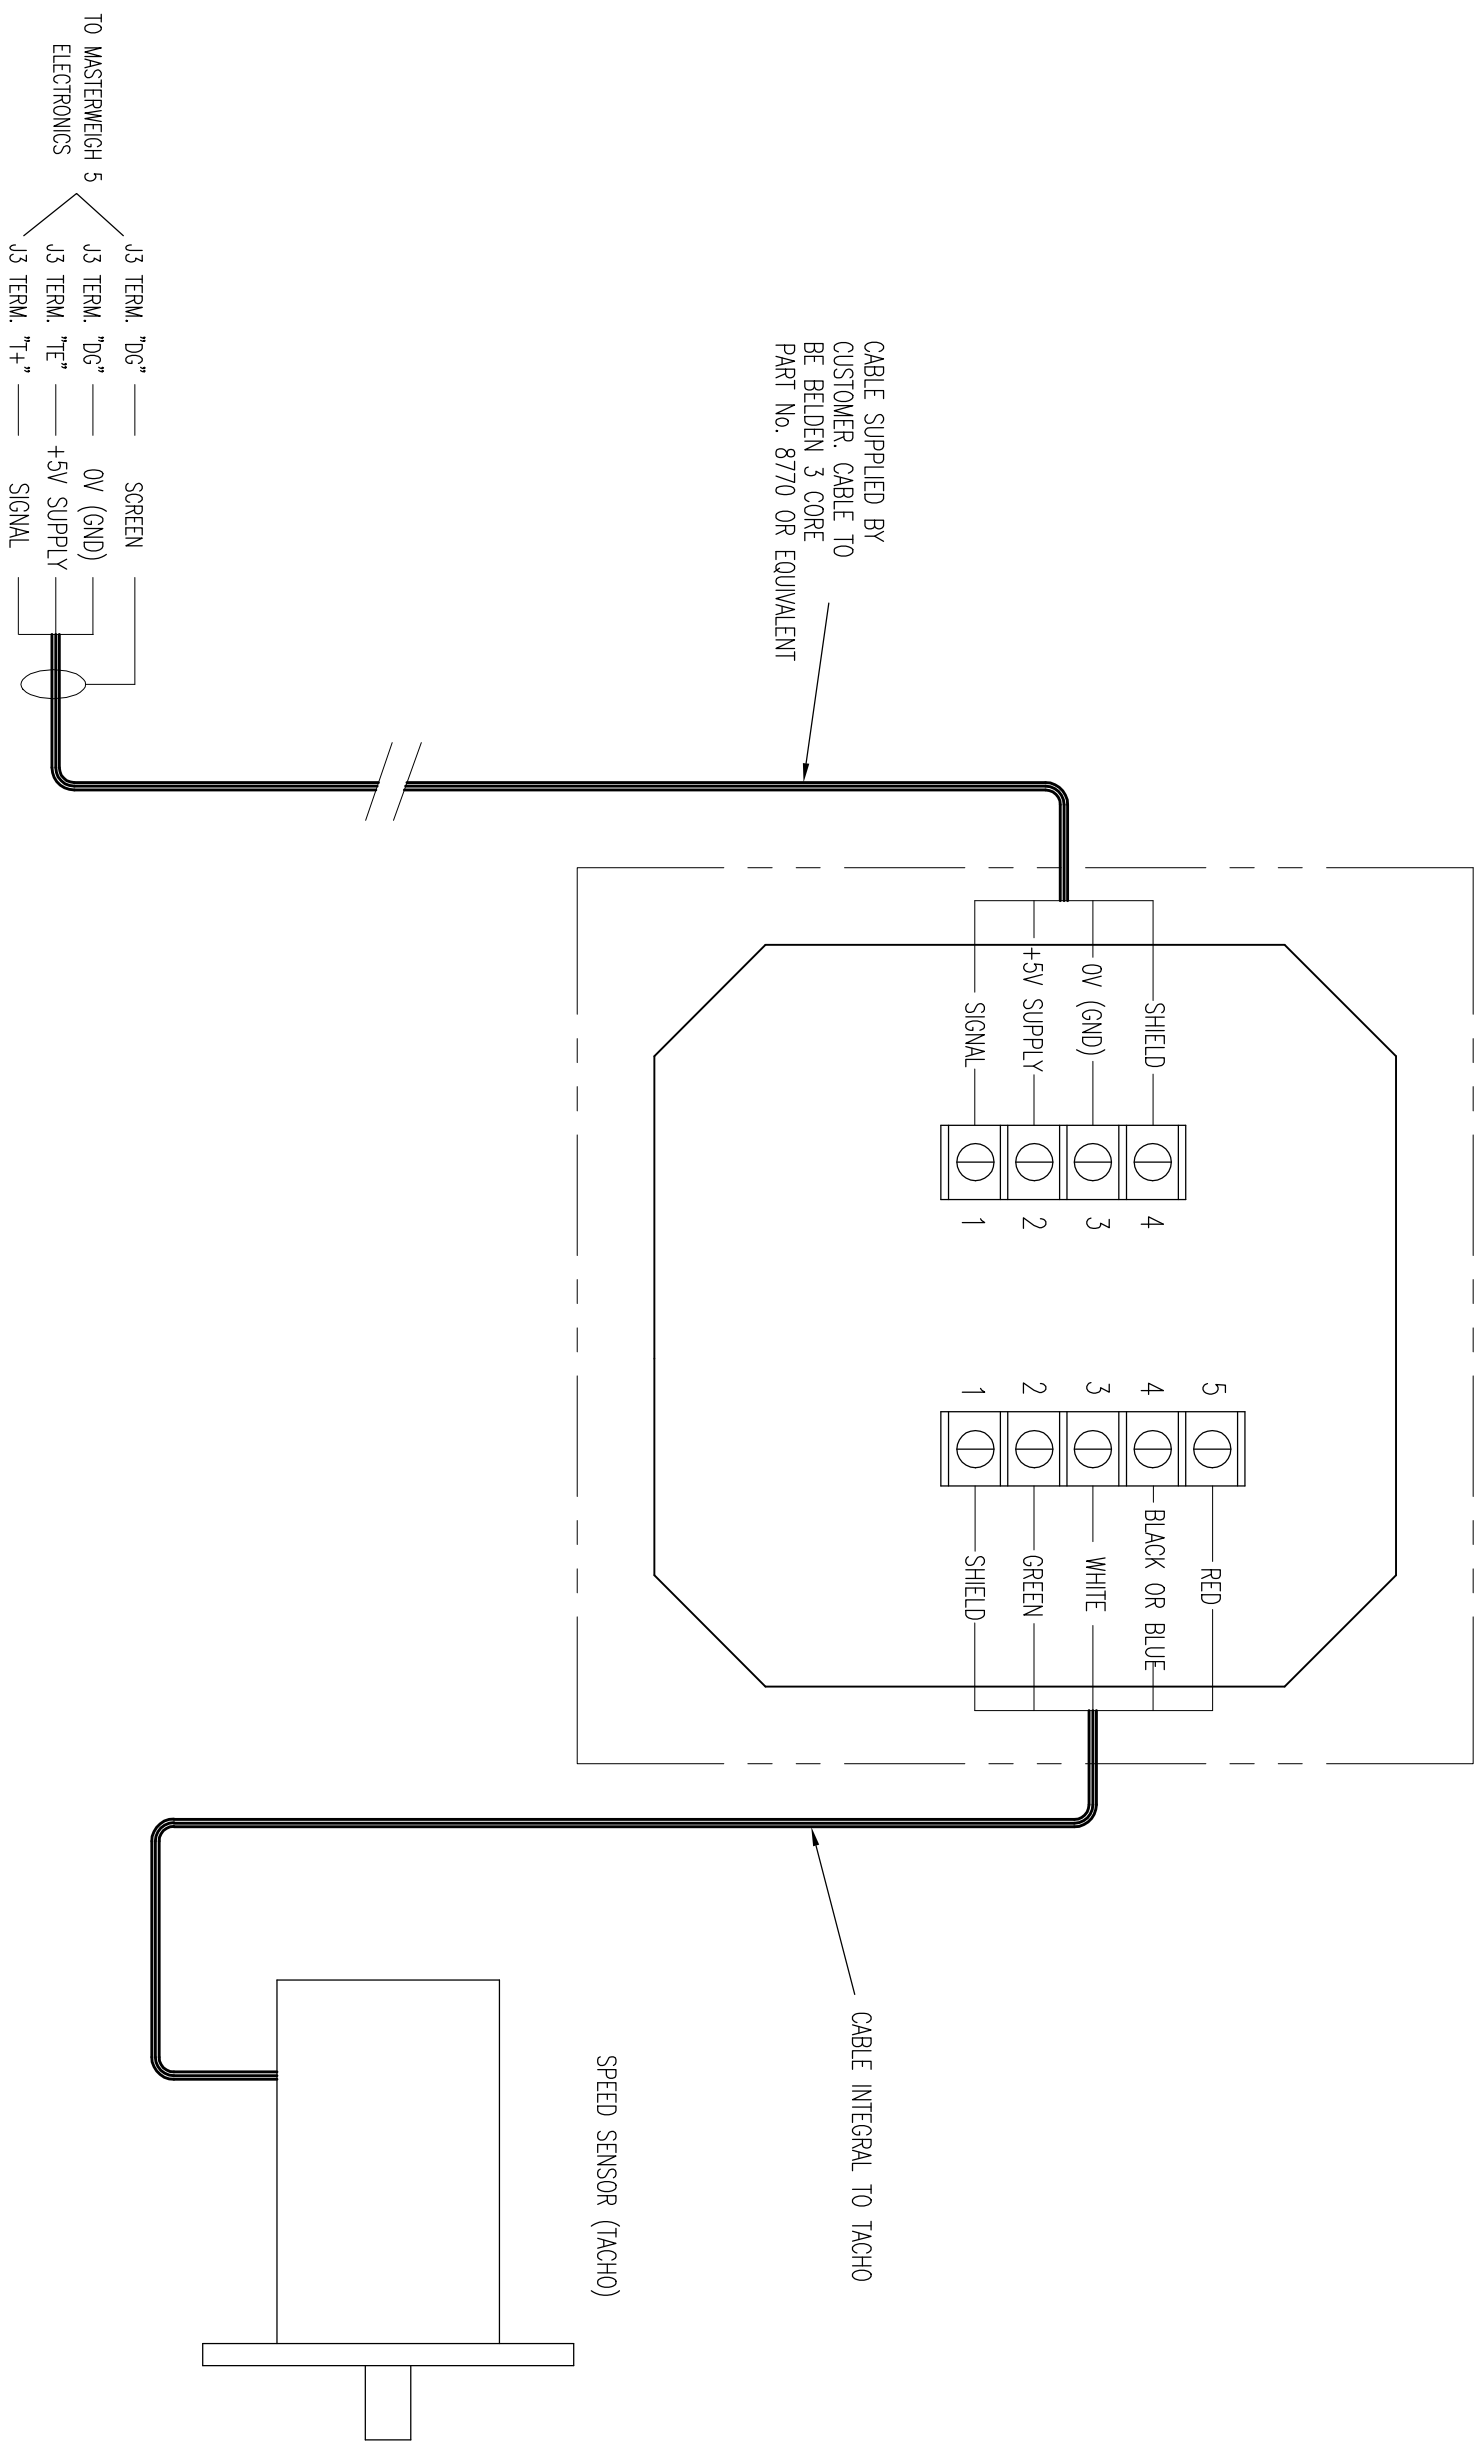 TO MASTERWEIGH 5
ELECTRONICS
J3 TERM. "DG"
SCREEN
J3 TERM. "DG"
0V (GND)
J3 TERM. "TE"
+5V SUPPLY
J3 TERM. "T+"
SIGNAL
CABLE SUPPLIED BY
CUSTOMER. CABLE TO
BE BELDEN 3 CORE
PART No. 8770 OR EQUIVALENT
SHIELD
4
0V (GND)
3
+5V SUPPLY
2
SIGNAL
1
5
RED
4
BLACK OR BLUE
3
WHITE
2
GREEN
1
SHIELD
CABLE INTEGRAL TO TACHO
SPEED SENSOR (TACHO)